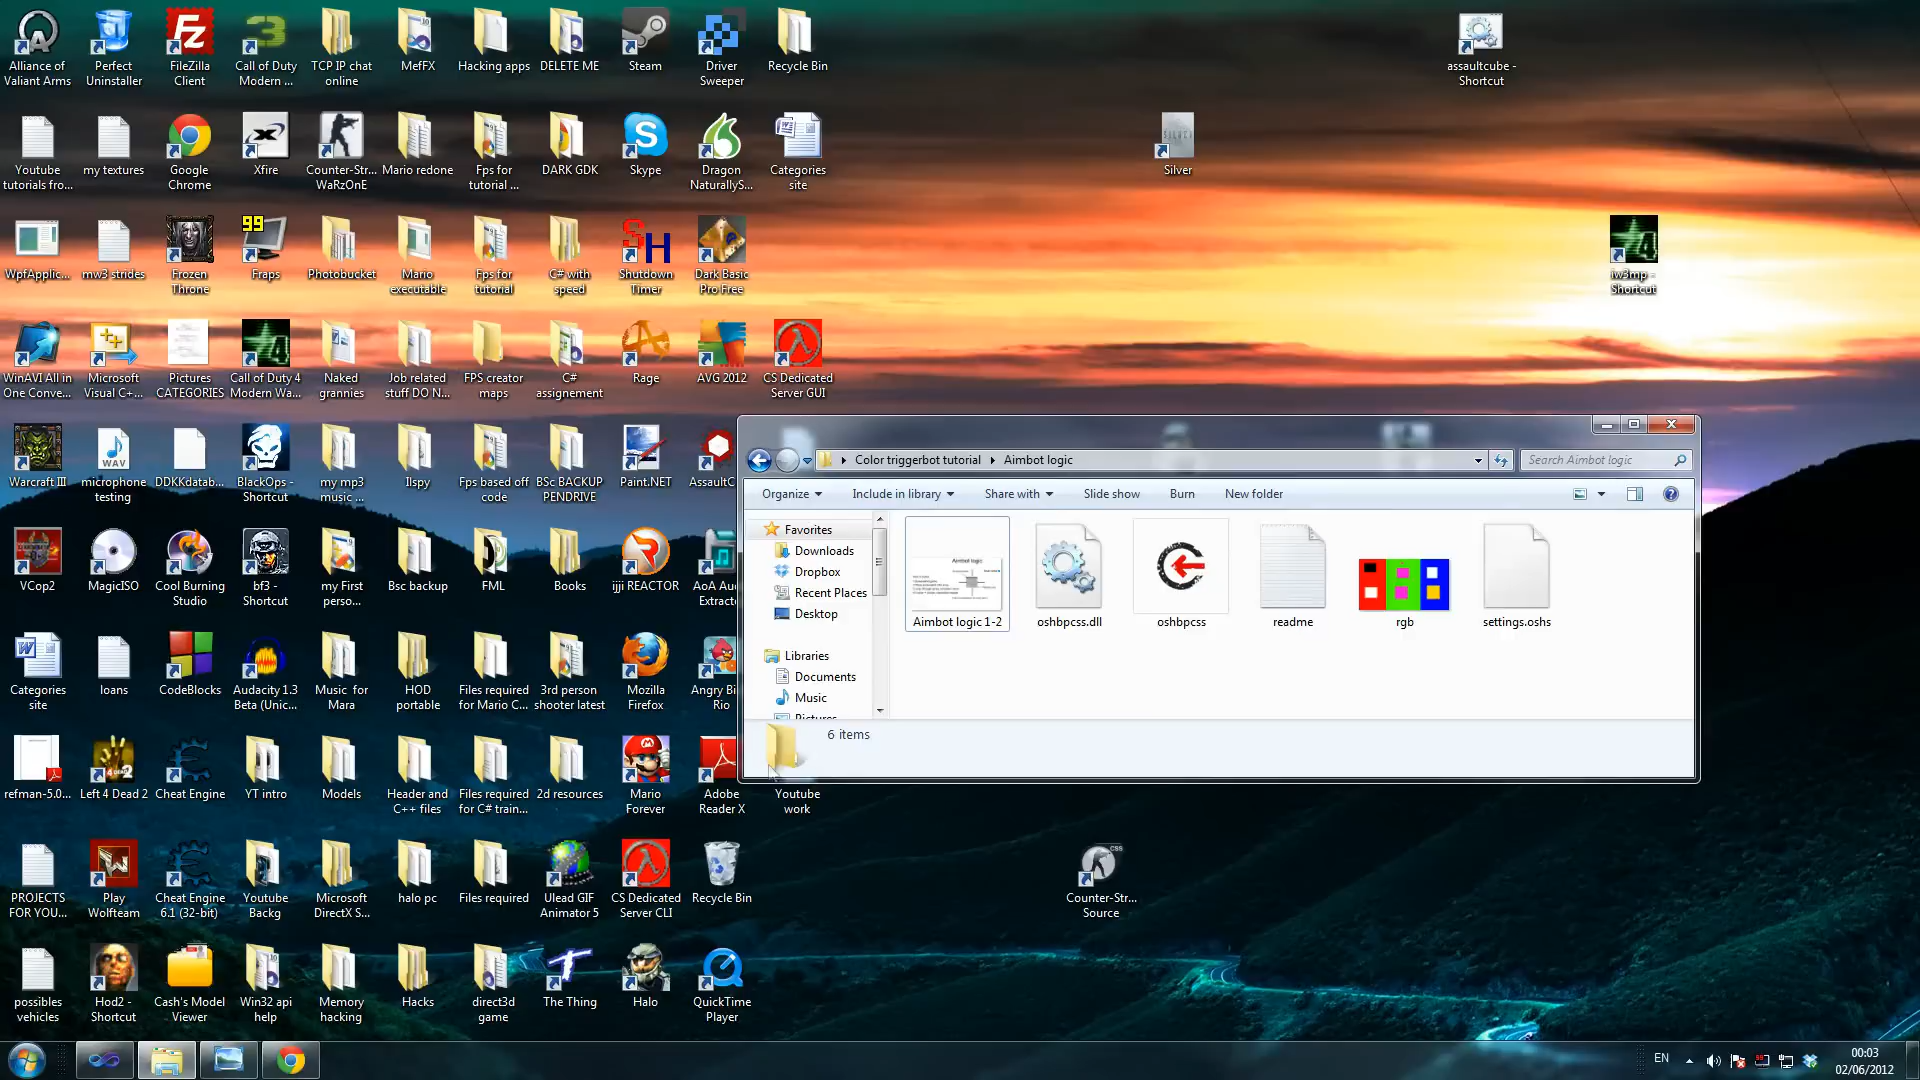 Alliance of
Valiant Arms
Perfect
Uninstaller
FileZilla
Client
Call of Duty
Modern ...
TCP IP chat
online
MefFX
Hacking apps
DELETE ME
Steam
Driver
Sweeper
Recycle Bin
assaultcube -
Shortcut
Youtube
tutorials fro...
my textures
Google
Chrome
Xfire
Counter-Str...
WaRzOnE
Mario redone
Fps for
tutorial ...
DARK GDK
Skype
Dragon
NaturallyS...
Categories
site
Silver
WpfApplic...
mw3 strides
Frozen
Throne
99
Fraps
Photobucket
Mario
executable
Fps for
tutorial
C# with
speed
Shutdown
Timer
Dark Basic
Pro Free
iw3mp -
Shortcut
WinAVI All in
One Conve...
Microsoft
Visual C+...
Pictures
CATEGORIES
Call of Duty 4
Modern Wa...
Naked
grannies
Job related
stuff DO N...
FPS creator
maps
C#
assignement
Rage
AVG 2012
CS Dedicated
Server GUI
Warcraft III
WAV
microphone
testing
DDKKdatab...
BlackOps -
Shortcut
my mp3
music ...
Ilspy
Fps based off
code
BSc BACKUP
PENDRIVE
Paint.NET
AssaultC
VCop2
MagicISO
Cool Burning
Studio
bf3 -
Shortcut
my First
perso...
Bsc backup
FML
Books
ijji REACTOR
AoA Au
Extract
Categories
site
loans
CodeBlocks
Audacity 1.3
Beta (Unic...
Music for
Mara
HOD
portable
Files required
for Mario C...
3rd person
shooter latest
Mozilla
Firefox
Angry Bi
Rio
refman-5.0...
Left 4 Dead 2
Cheat Engine
YT intro
Models
Header and
C++ files
Files required
for C# train...
2d resources
Mario
Forever
Adobe
Reader X
Youtube
work
PROJECTS
FOR YOU...
Play
Wolfteam
Cheat Engine
6.1 (32-bit)
Youtube
Backg
Microsoft
DirectX S...
halo pc
Files required
Ulead GIF
Animator 5
CS Dedicated
Server CLI
Recycle Bin
CSS
Counter-Str...
Source
possibles
vehicles
Hod2 -
Shortcut
Cash's Model
Viewer
Win32 api
help
Memory
hacking
Hacks
direct3d
game
The Thing
Halo
QuickTime
Player
Color triggerbot tutorial
Aimbot logic
Search Aimbot logic
Organize
Include in library
Share with
Slide show
Burn
New folder
Favorites
Downloads
Dropbox
Recent Places
Desktop
Libraries
Documents
Music
Pictures
Aimbot logic
Aimbot logic 1-2
oshbpcss.dll
oshbpcss
readme
rgb
settings.oshs
6 items
EN
00:03
02/06/2012